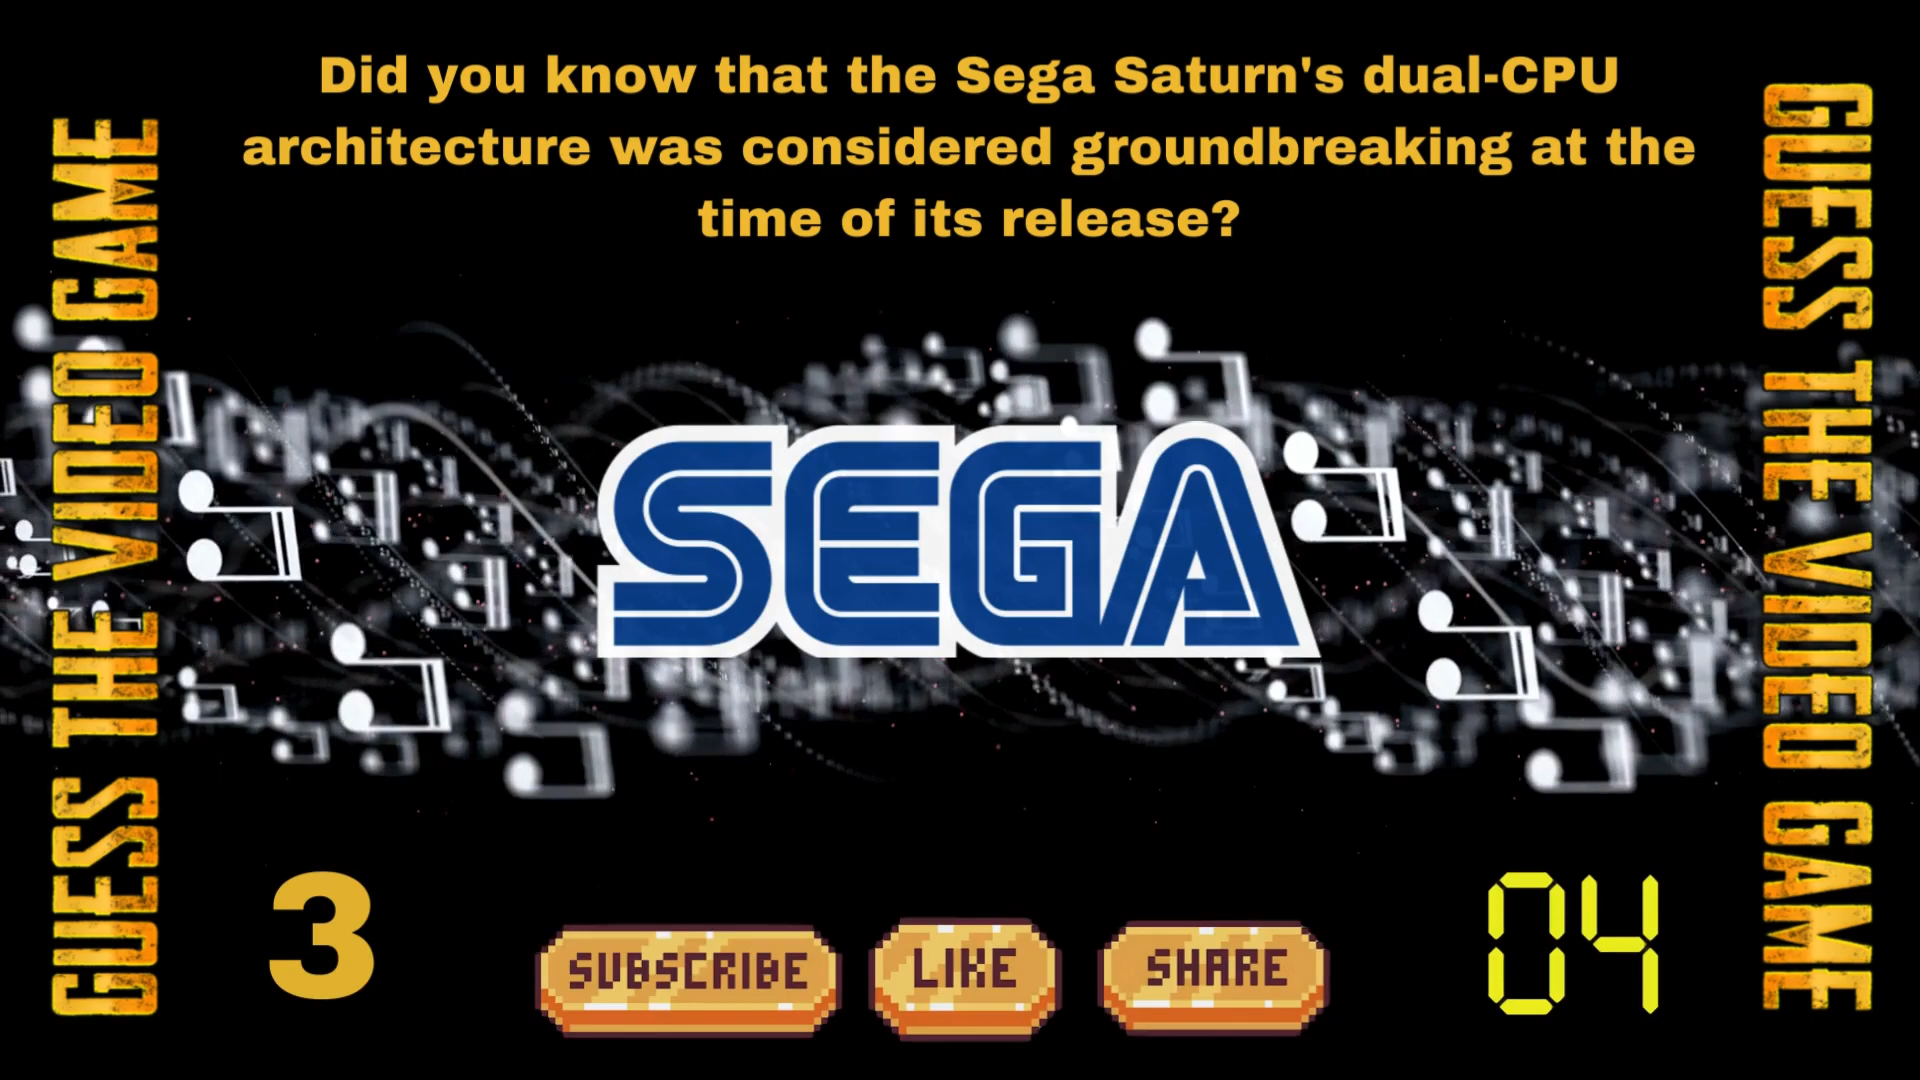 Did you know that the Sega Saturn's dual-CPU
architecture was considered groundbreaking at the
time of its release?
GUESS THE VIDEO GAME
GUESS THE VIDEO GAME
SEGA
3
SUBSCRIBE
LIKE
SHARE
04